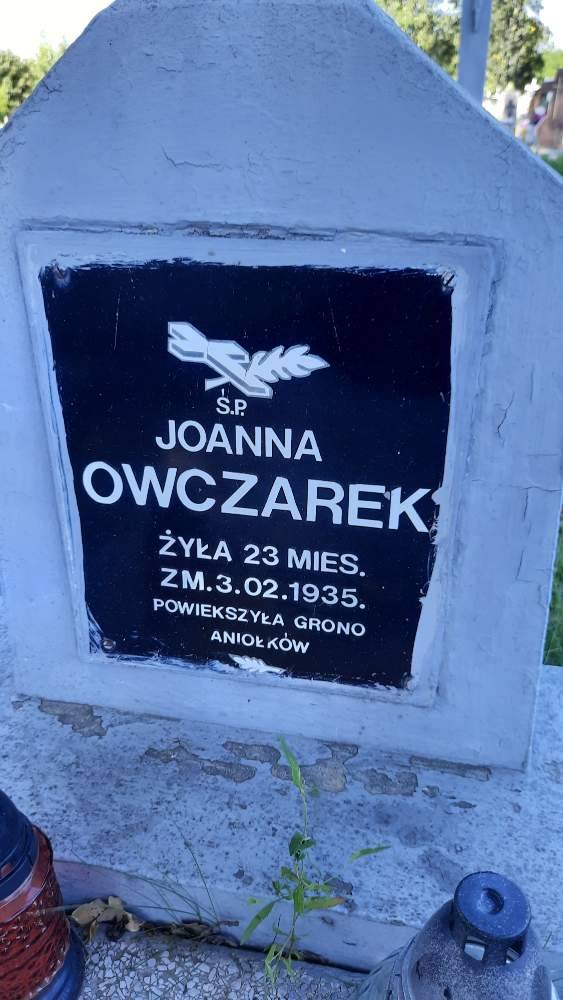 Ś.P.
JOANNA
OWCZAREK
ŻYŁA 23 MIES.
ZM.3.02.1935.
POWIEKSZYŁA GRONO
ANIOŁKÓW